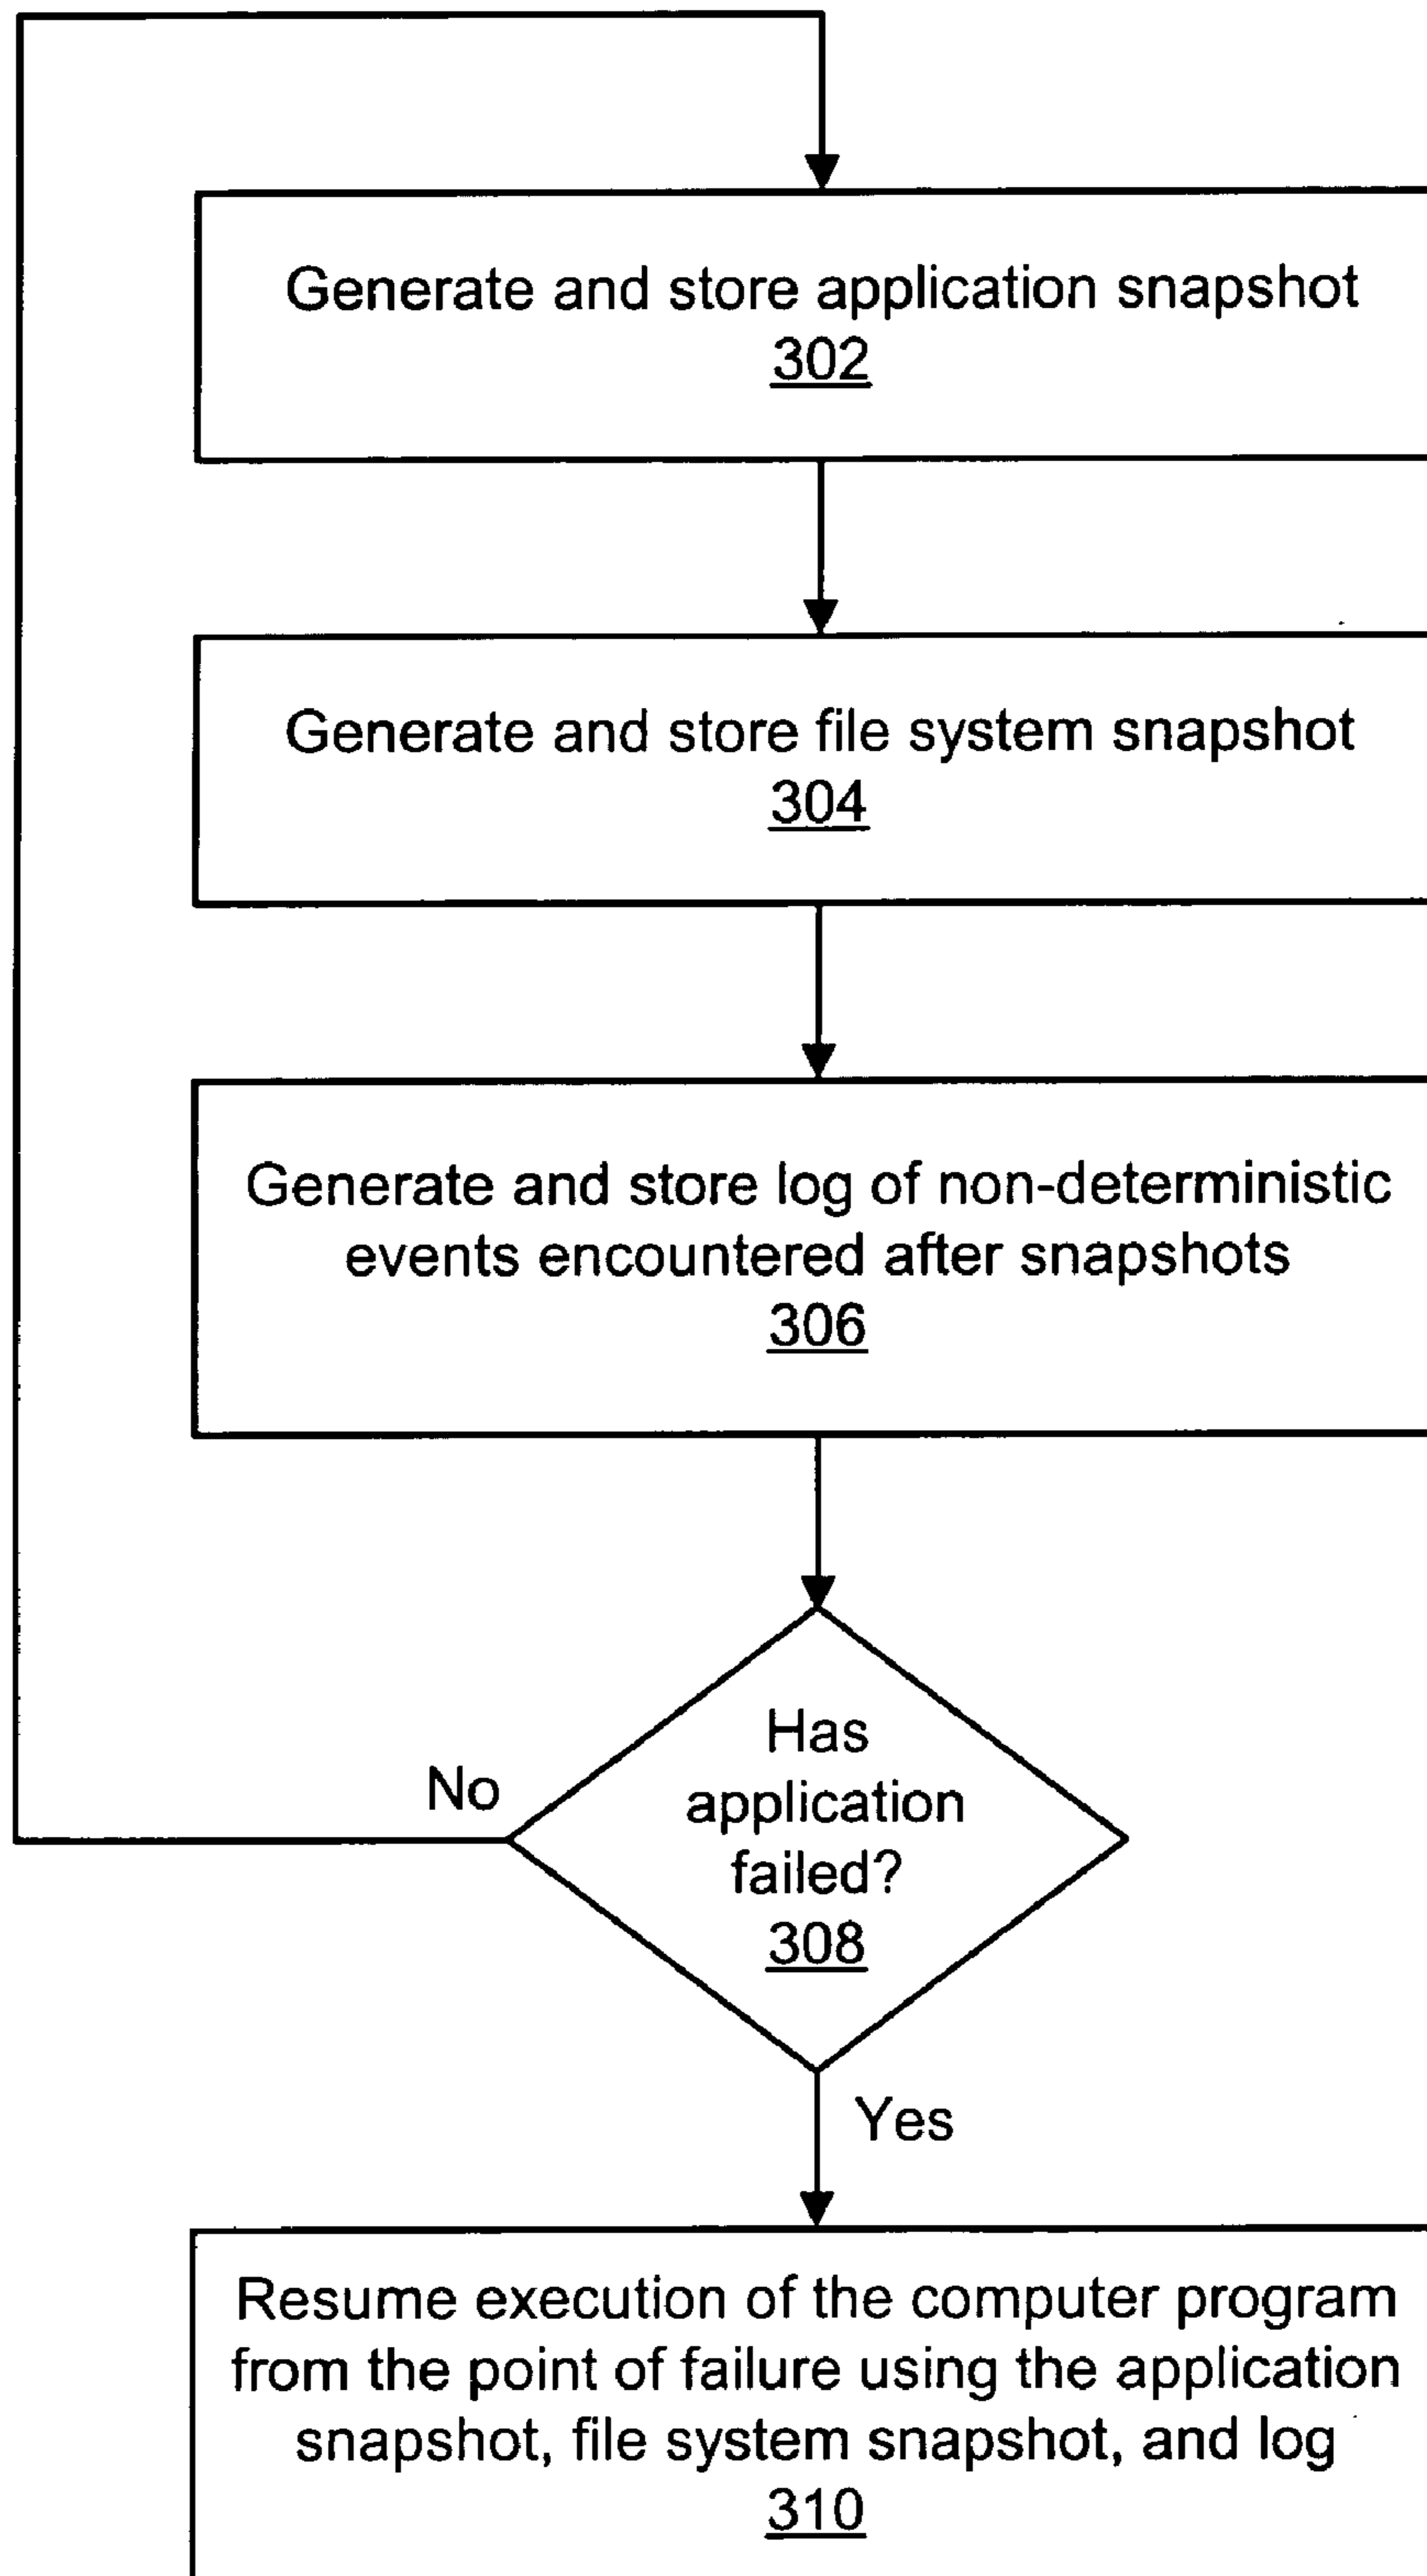 Generate and store application snapshot
302
Generate and store file system snapshot
304
Generate and store log of non-deterministic
events encountered after snapshots
306
Has
application
failed?
308
No
Yes
Resume execution of the computer program
from the point of failure using the application
snapshot, file system snapshot, and log
310